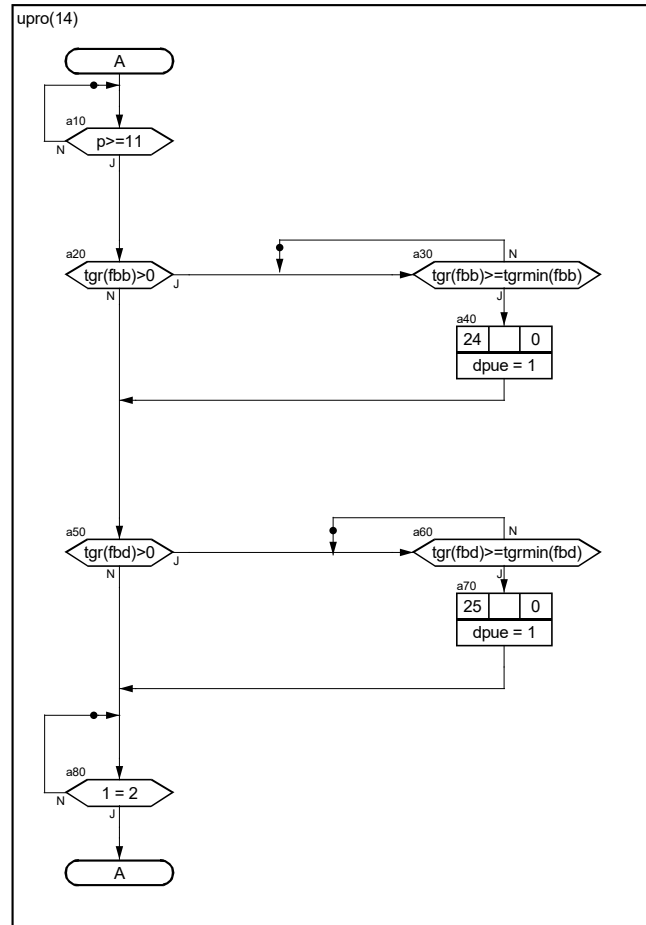 upro(14)
A
a10
p>=11
N
J
a20
tgr(fbb)>0
N
J
a30
N
tgr(fbb)>=tgrmin(fbb)
J
a40
24 0
dpue = 1
a50
tgr(fbd)>0
N
J
a60
N
tgr(fbd)>=tgrmin(fbd)
J
a70
25 0
dpue = 1
a80
1 = 2
N
J
A